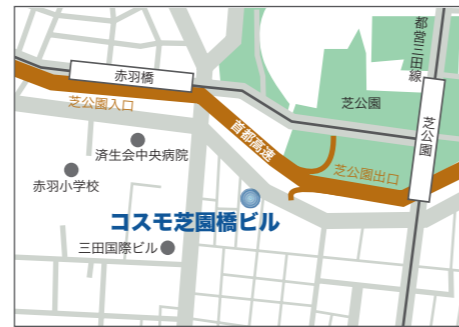 都営三田線
赤羽橋
芝公園入口
芝公園
芝公園
首都高速
済生会中央病院
芝公園出口
赤羽小学校
コスモ芝園橋ビル
三田国際ビル